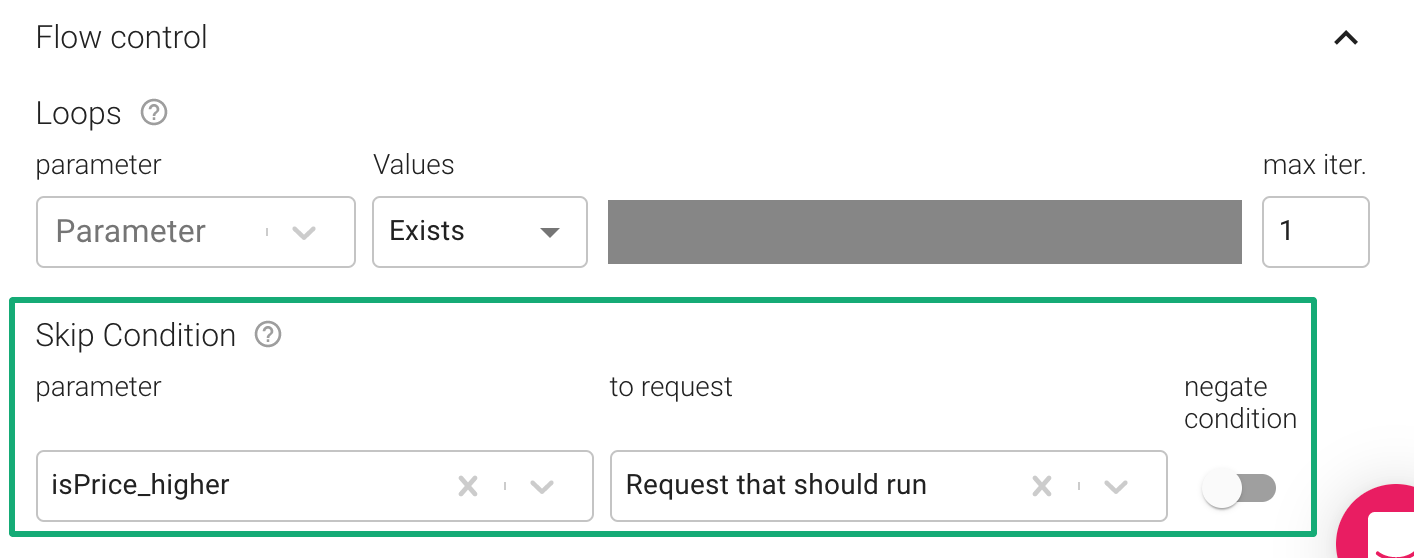 Flow control
Loops ?
parameter Values max iter.
Parameter Exists 1
Skip Condition ?
parameter to request negate condition
isPrice_higher Request that should run